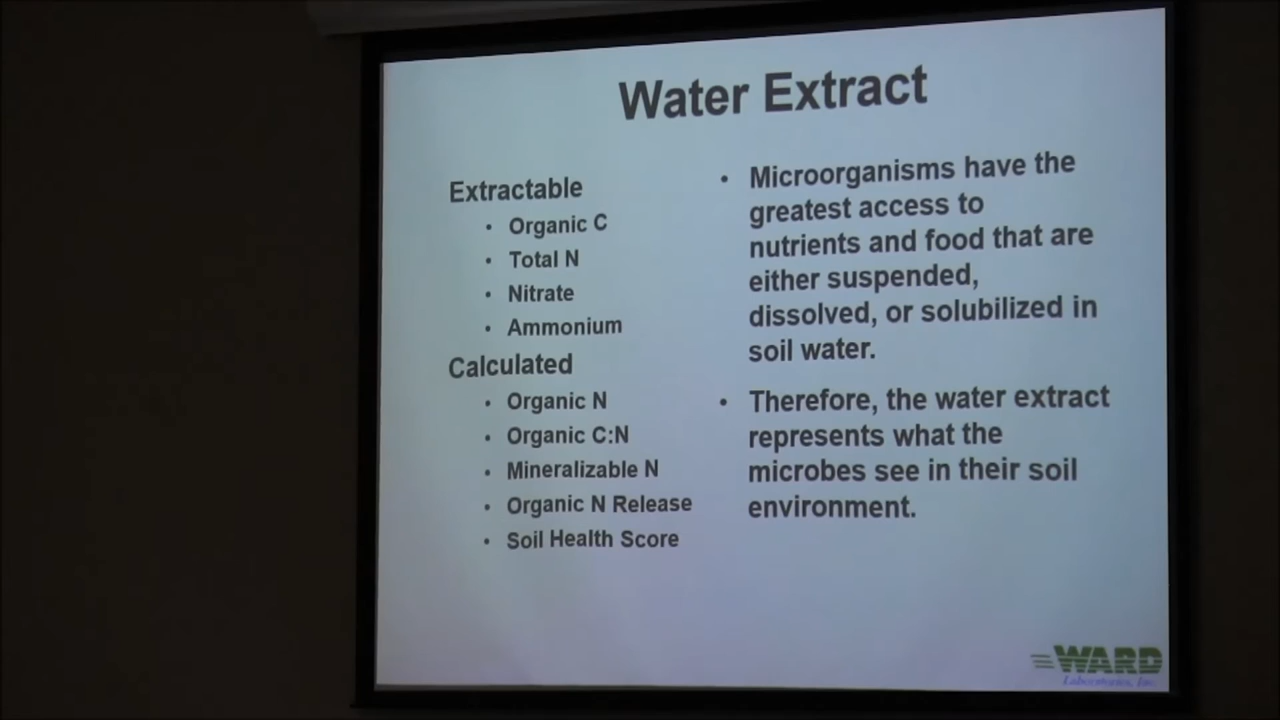 Water Extract
Extractable
• Organic C
• Total N
• Nitrate
• Ammonium
Calculated
• Organic N
• Organic C:N
• Mineralizable N
• Organic N Release
• Soil Health Score
• Microorganisms have the
greatest access to
nutrients and food that are
either suspended,
dissolved, or solubilized in
soil water.
• Therefore, the water extract
represents what the
microbes see in their soil
environment.
WARD
Laboratories, Inc.